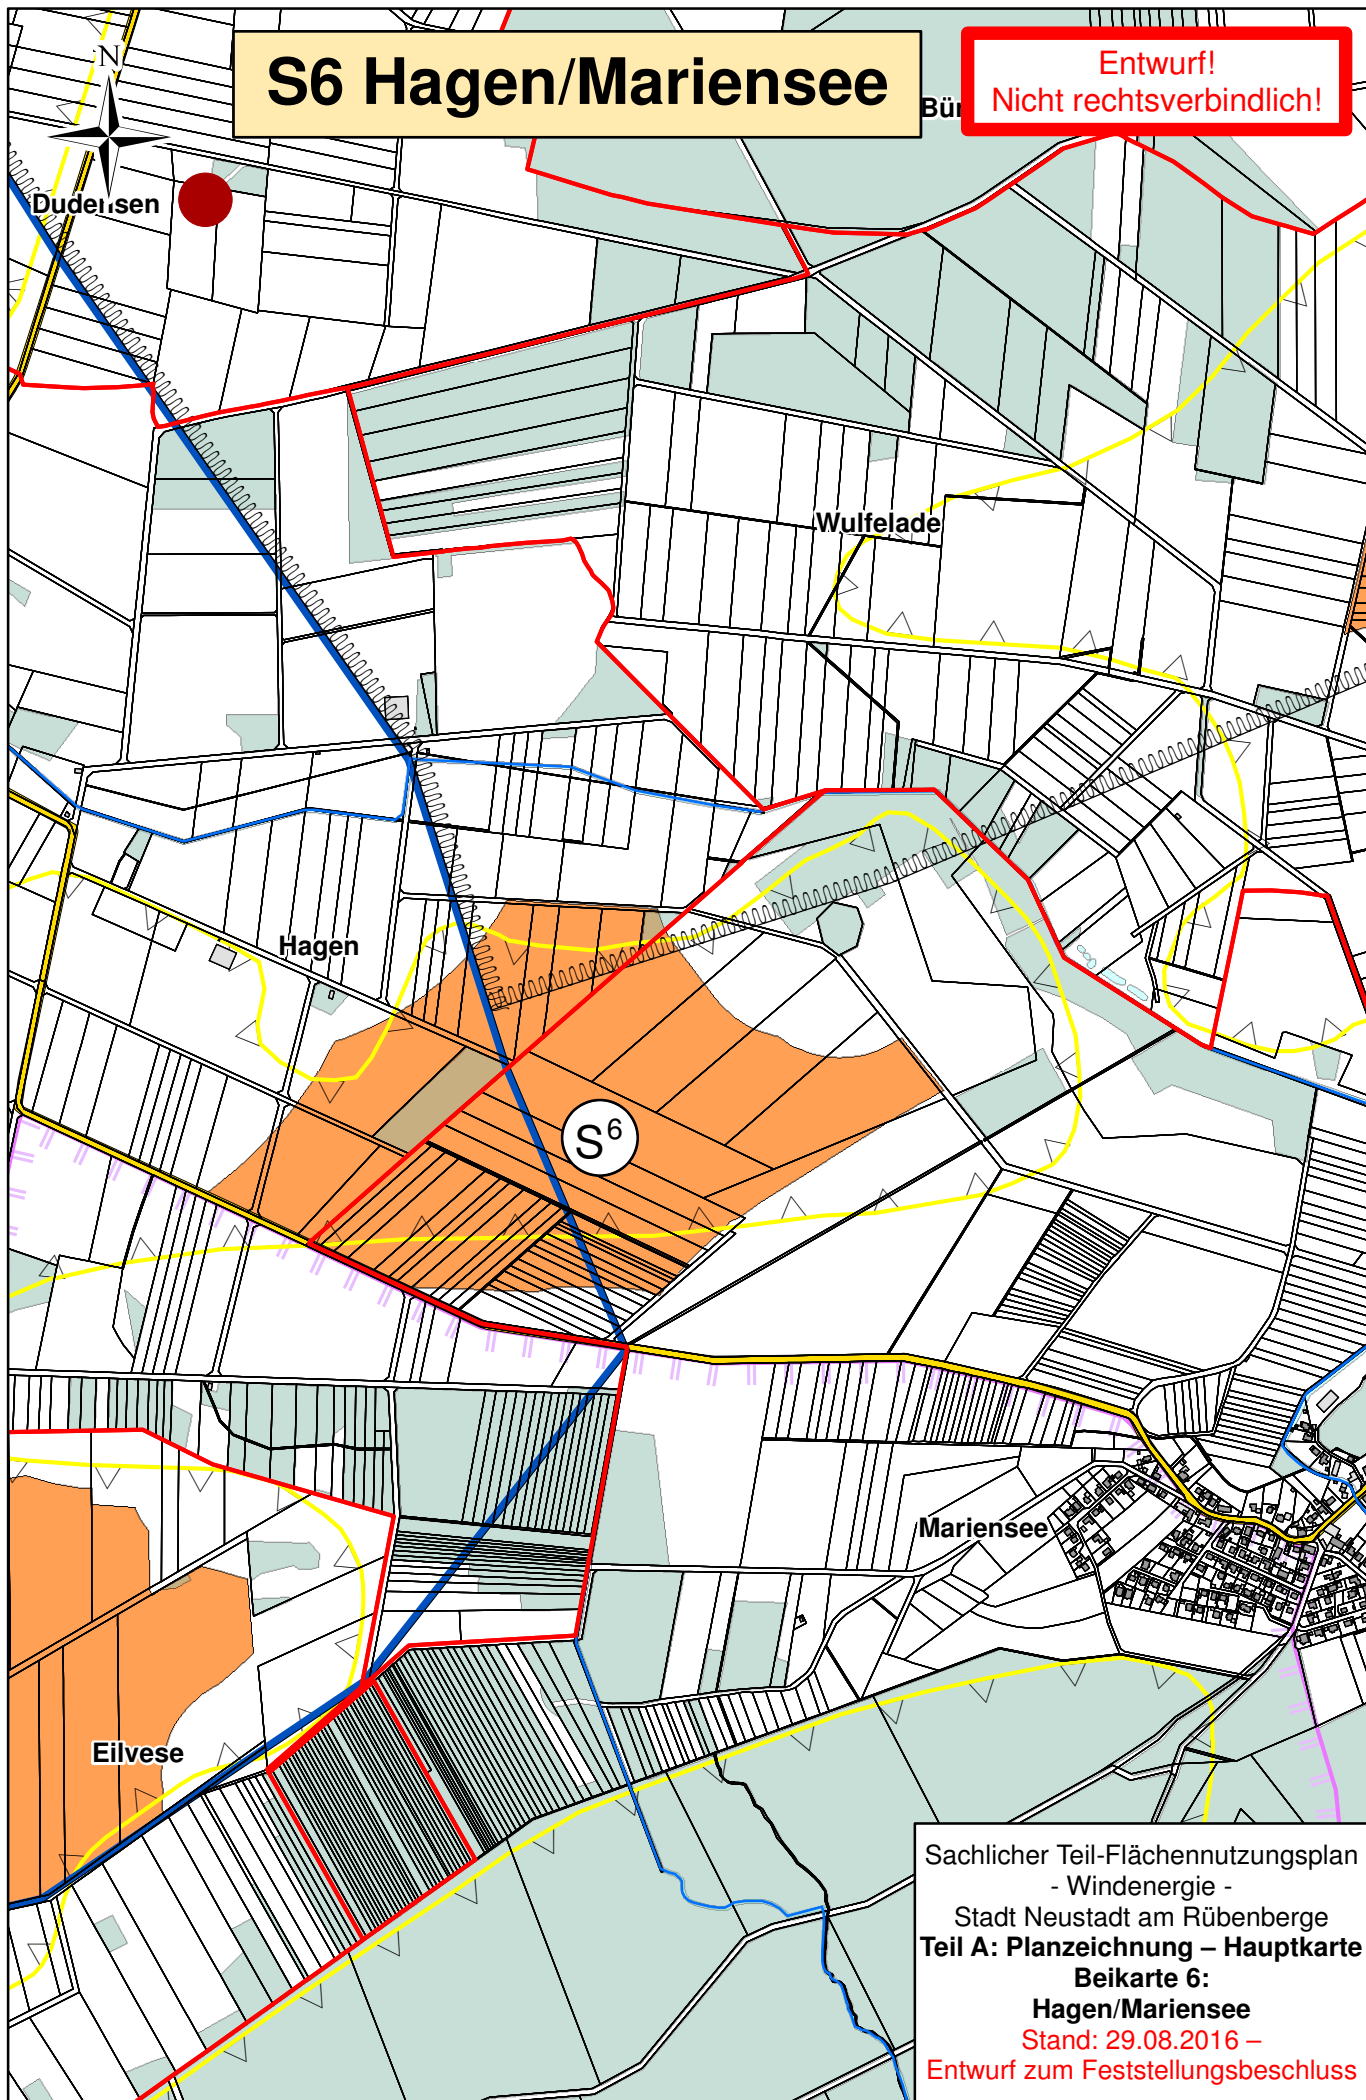 S6 Hagen/Mariensee
Entwurf!
Nicht rechtsverbindlich!
N
Bür
Dudensen
Wulfelade
Hagen
S6
Mariensee
Eilvese
Sachlicher Teil-Flächennutzungsplan
- Windenergie -
Stadt Neustadt am Rübenberge
Teil A: Planzeichnung – Hauptkarte
Beikarte 6:
Hagen/Mariensee
Stand: 29.08.2016 –
Entwurf zum Feststellungsbeschluss